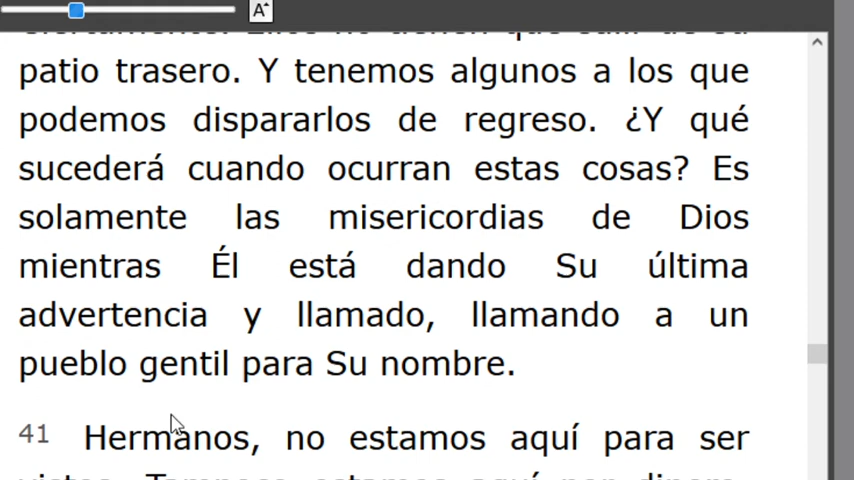 A
patio trasero. Y tenemos algunos a los que
podemos dispararlos de regreso. ¿Y qué
sucederá cuando ocurran estas cosas? Es
solamente las misericordias de Dios
mientras Él está dando Su última
advertencia y llamado, llamando a un
pueblo gentil para Su nombre.
41 Hermanos, no estamos aquí para ser